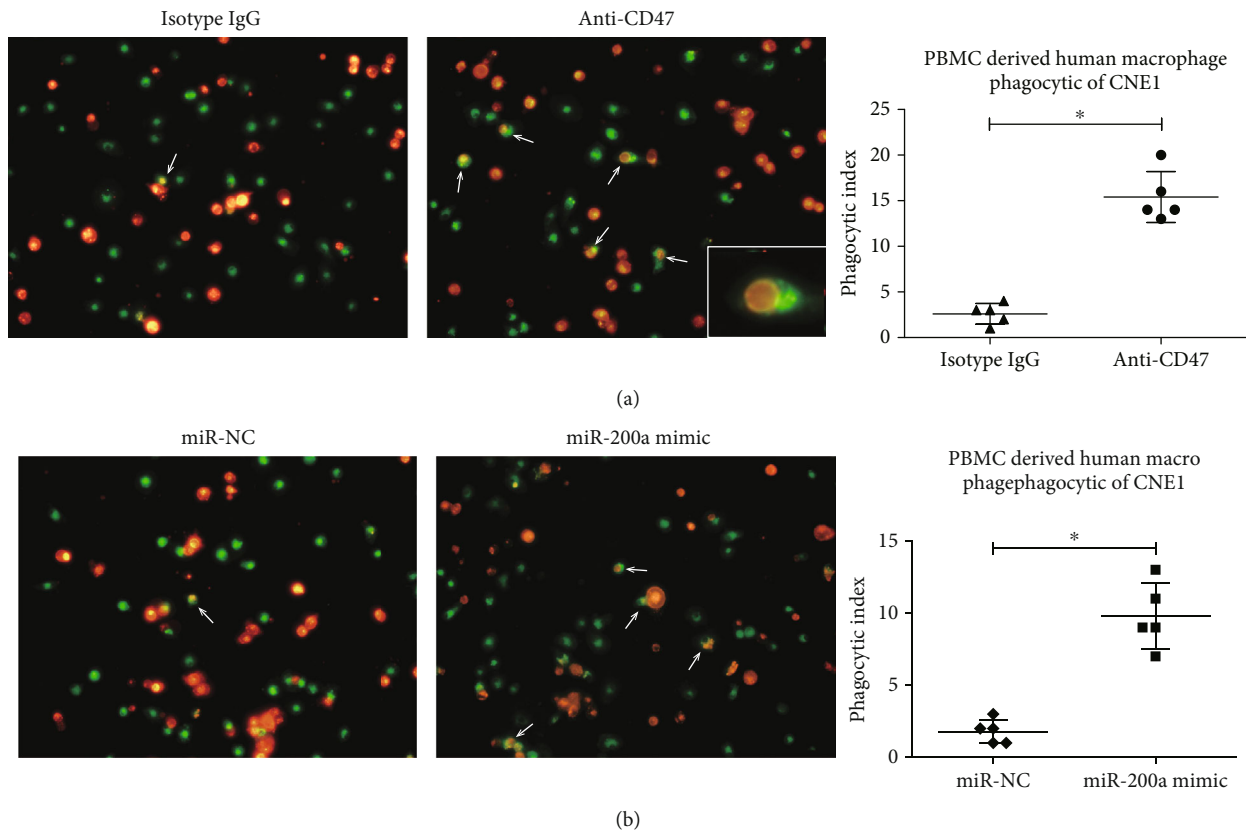 Isotype IgG
Anti-CD47
PBMC derived human macrophage
phagocytic of CNE1
25
20
15
10
5
0
Phagocytic index
*
Isotype IgG
Anti-CD47
(a)
miR-NC
miR-200a mimic
PBMC derived human macro
phagephagocytic of CNE1
15
10
5
0
Phagocytic index
*
miR-NC
miR-200a mimic
(b)